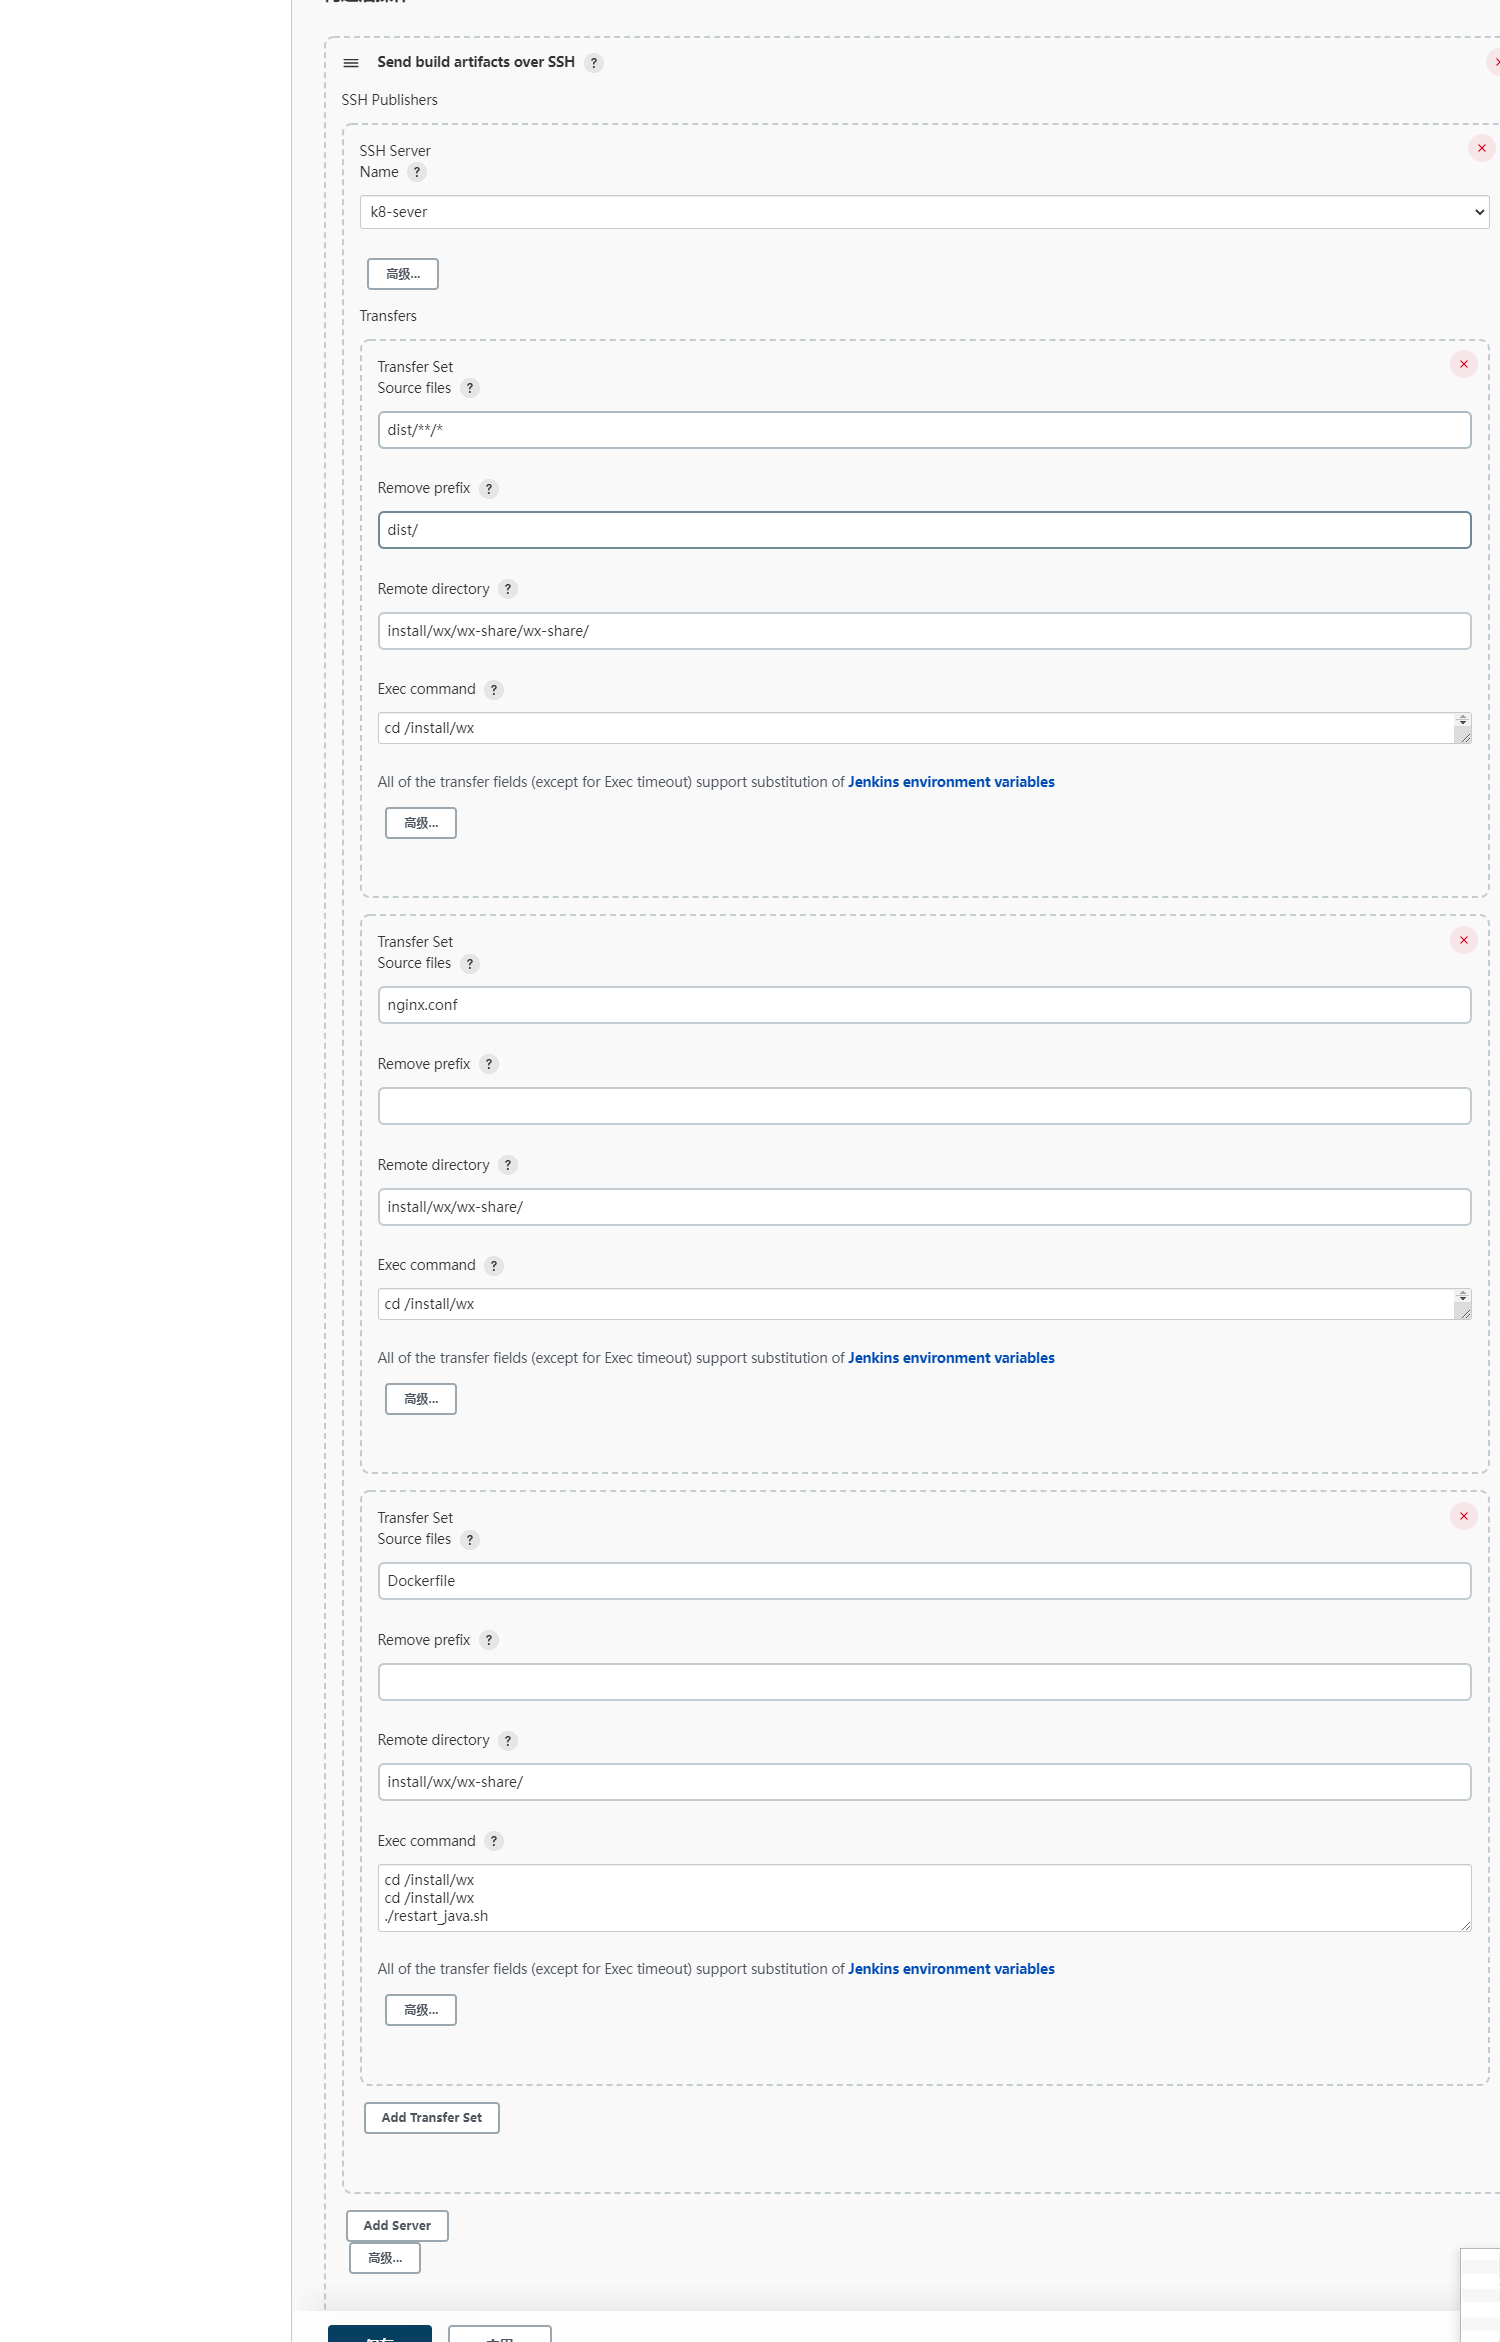 Send build artifacts over SSH ?
SSH Publishers
SSH Server
Name ?
k8-sever
高级...
Transfers
Transfer Set
Source files ?
dist/**/*
Remove prefix ?
dist/
Remote directory ?
install/wx/wx-share/wx-share/
Exec command ?
cd /install/wx
All of the transfer fields (except for Exec timeout) support substitution of Jenkins environment variables
高级...
Transfer Set
Source files ?
nginx.conf
Remove prefix ?
Remote directory ?
install/wx/wx-share/
Exec command ?
cd /install/wx
All of the transfer fields (except for Exec timeout) support substitution of Jenkins environment variables
高级...
Transfer Set
Source files ?
Dockerfile
Remove prefix ?
Remote directory ?
install/wx/wx-share/
Exec command ?
cd /install/wx
cd /install/wx
./restart_java.sh
All of the transfer fields (except for Exec timeout) support substitution of Jenkins environment variables
高级...
Add Transfer Set
Add Server
高级...